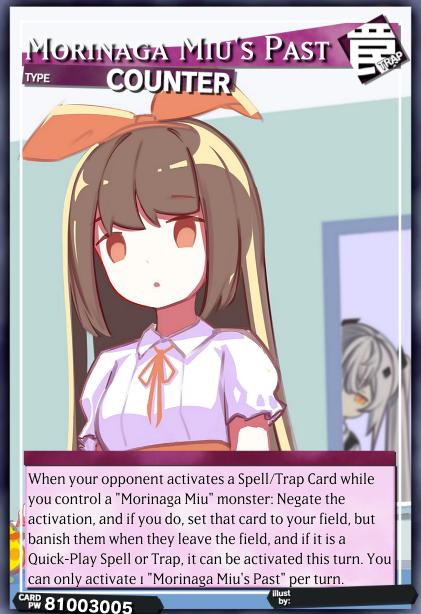 Morinaga Miu's Past
TRAP
TYPE
COUNTER
When your opponent activates a Spell/Trap Card while
you control a "Morinaga Miu" monster: Negate the
activation, and if you do, set that card to your field, but
banish them when they leave the field, and if it is a
Quick-Play Spell or Trap, it can be activated this turn. You
can only activate 1 "Morinaga Miu's Past" per turn.
CARD
PW 81003005
illust
by: